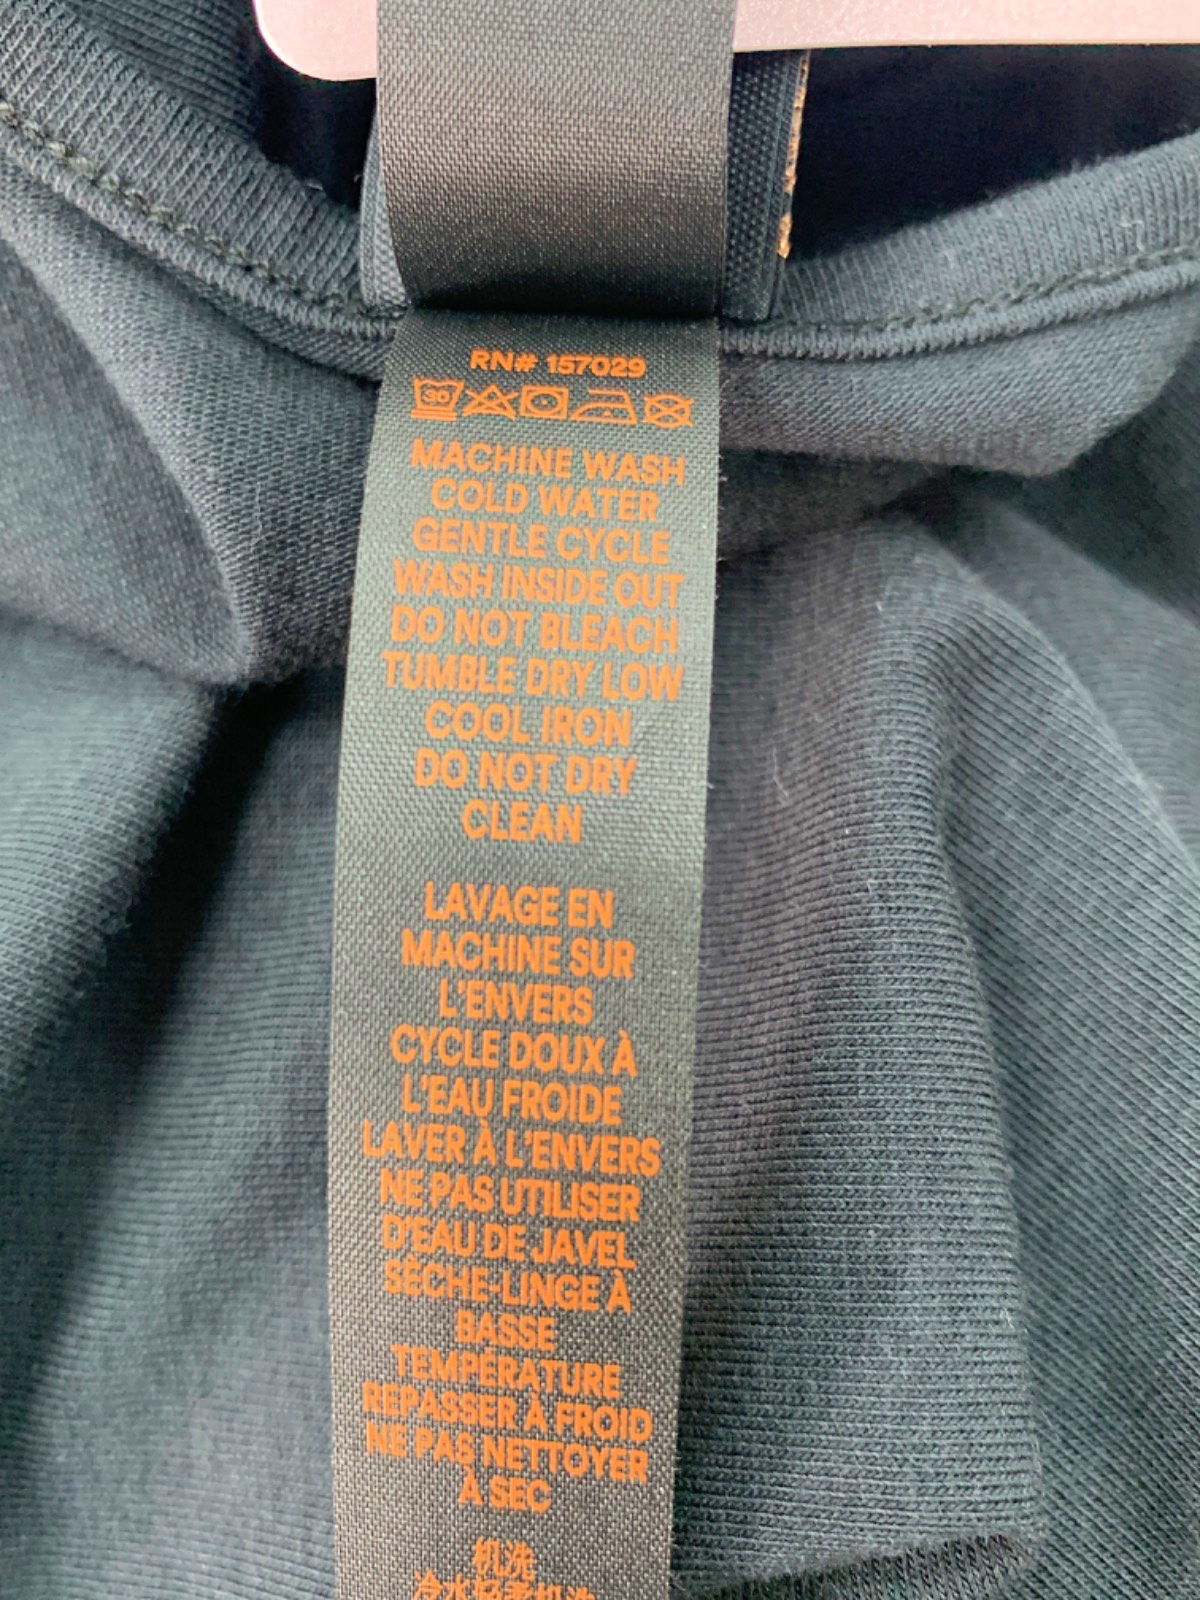 RN# 157029
30
MACHINE WASH
COLD WATER
GENTLE CYCLE
WASH INSIDE OUT
DO NOT BLEACH
TUMBLE DRY LOW
COOL IRON
DO NOT DRY
CLEAN
LAVAGE EN
MACHINE SUR
L'ENVERS
CYCLE DOUX À
L'EAU FROIDE
LAVER À L'ENVERS
NE PAS UTILISER
D'EAU DE JAVEL
SÈCHE-LINGE À
BASSE
TEMPÉRATURE
REPASSER À FROID
NE PAS NETTOYER
À SEC
机洗